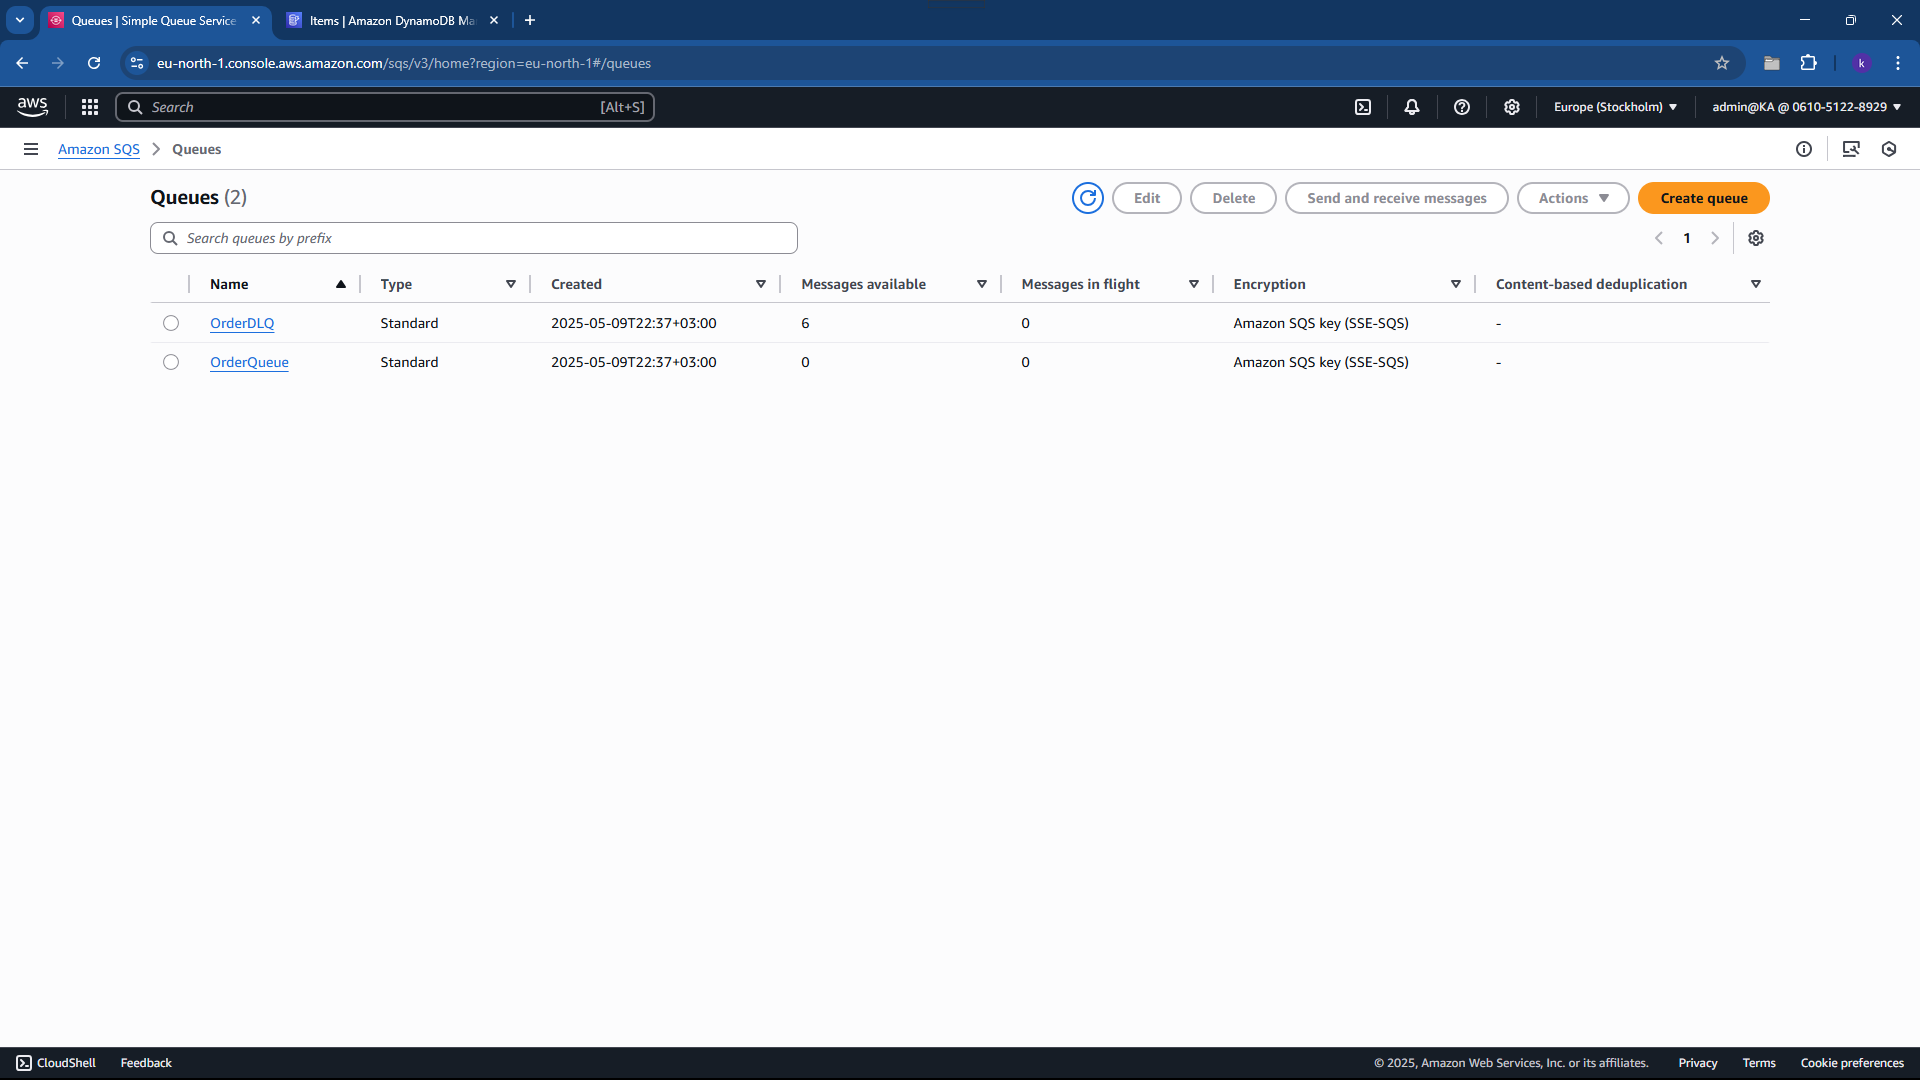 Queues | Simple Queue Service
Items | Amazon DynamoDB Ma
eu-north-1.console.aws.amazon.com/sqs/v3/home?region=eu-north-1#/queues
k
aws
Search
[Alt+S]
Europe (Stockholm)
admin@KA @ 0610-5122-8929
Amazon SQS
Queues
Queues (2)
Edit
Delete
Send and receive messages
Actions
Create queue
Search queues by prefix
1
Name Type Created Messages available Messages in flight Encryption Content-based deduplication
OrderDLQ Standard 2025-05-09T22:37+03:00 6 0 Amazon SQS key (SSE-SQS) -
OrderQueue Standard 2025-05-09T22:37+03:00 0 0 Amazon SQS key (SSE-SQS) -
CloudShell Feedback © 2025, Amazon Web Services, Inc. or its affiliates. Privacy Terms Cookie preferences